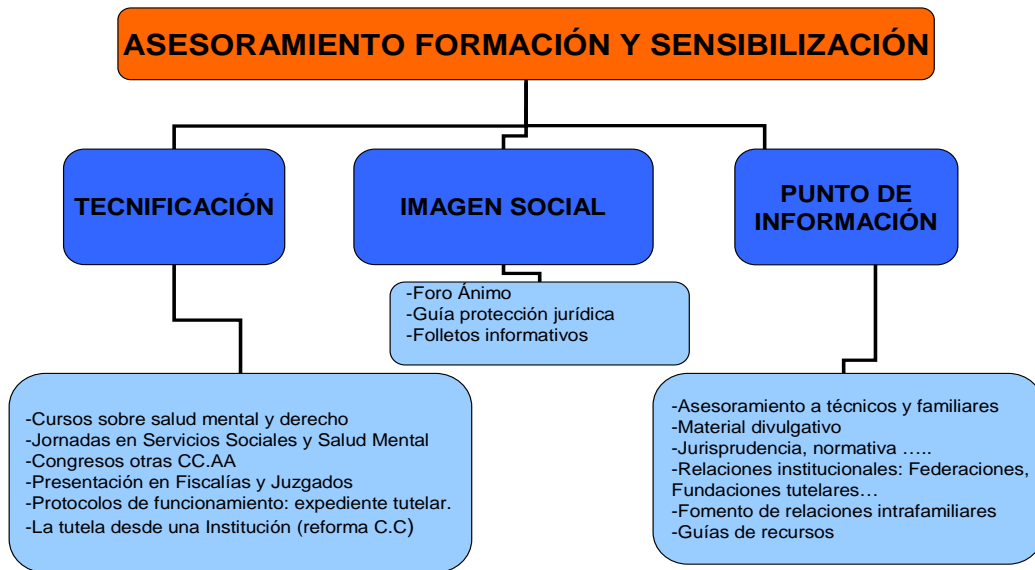 ASESORAMIENTO FORMACIÓN Y SENSIBILIZACIÓN
TECNIFICACIÓN
IMAGEN SOCIAL
PUNTO DE
INFORMACIÓN
-Foro Ánimo
-Guía protección jurídica
-Folletos informativos
-Cursos sobre salud mental y derecho
-Jornadas en Servicios Sociales y Salud Mental
-Congresos otras CC.AA
-Presentación en Fiscalías y Juzgados
-Protocolos de funcionamiento: expediente tutelar.
-La tutela desde una Institución (reforma C.C)
-Asesoramiento a técnicos y familiares
-Material divulgativo
-Jurisprudencia, normativa …..
-Relaciones institucionales: Federaciones,
Fundaciones tutelares…
-Fomento de relaciones intrafamiliares
-Guías de recursos